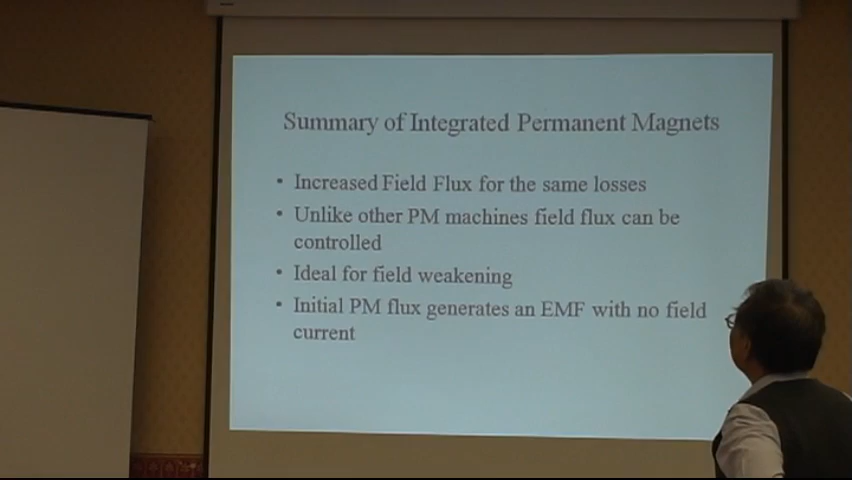 Summary of Integrated Permanent Magnets
• Increased Field Flux for the same losses
• Unlike other PM machines field flux can be
controlled
• Ideal for field weakening
• Initial PM flux generates an EMF with no field
current